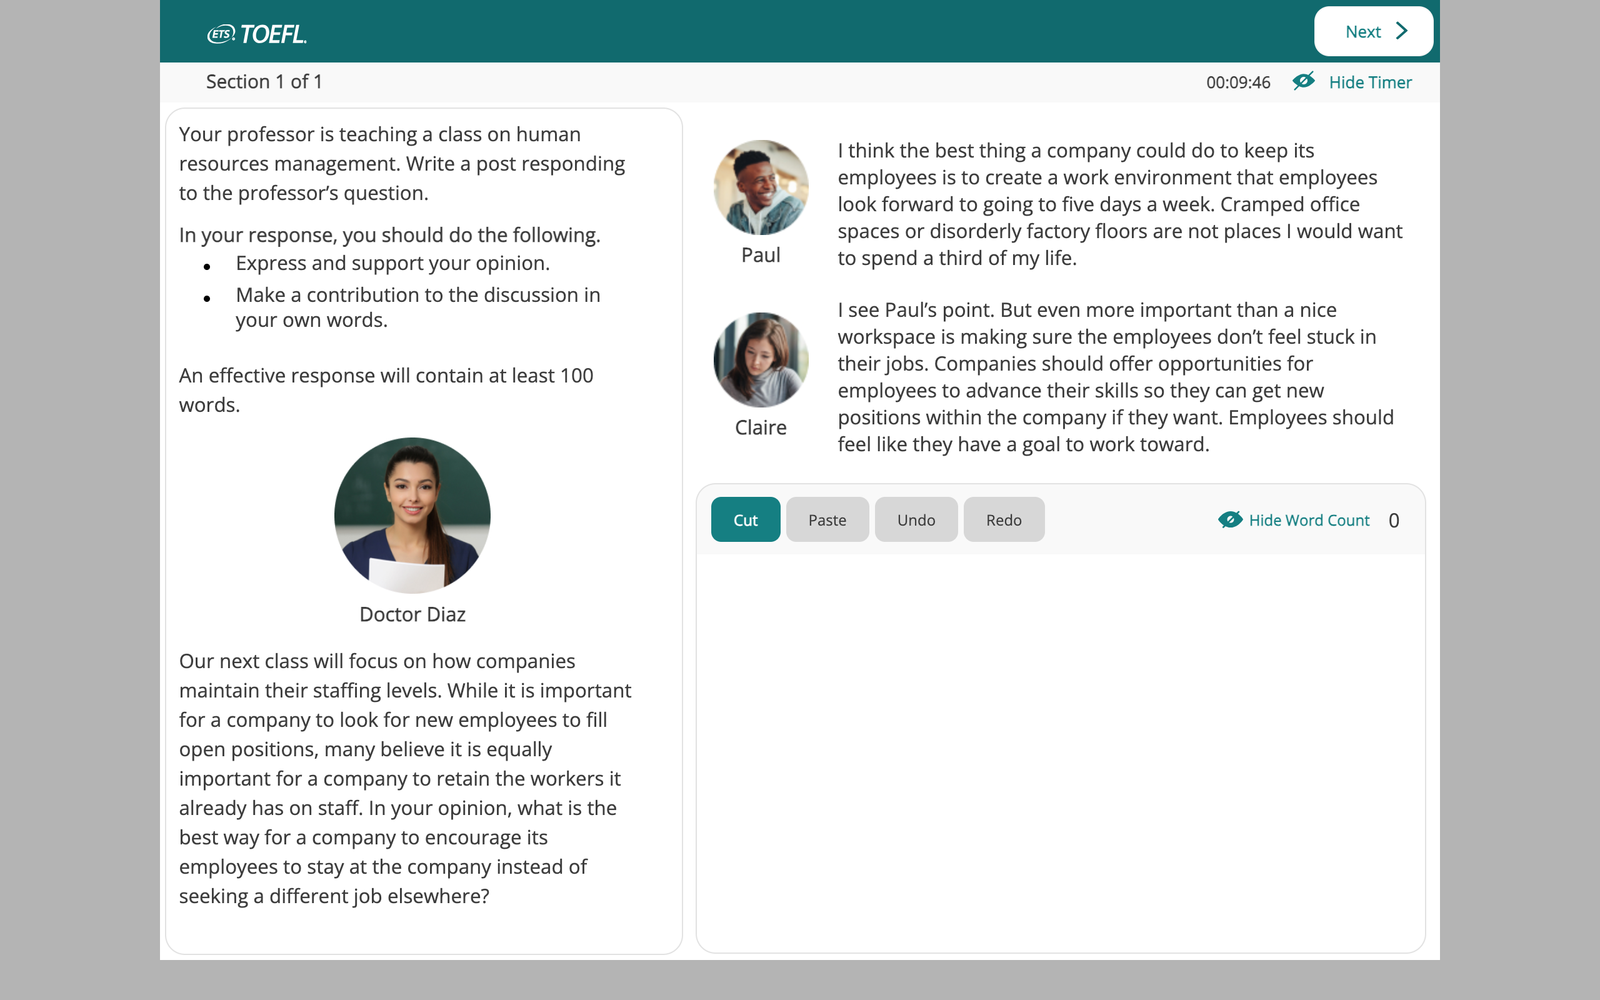 ETS TOEFL.
Next
Section 1 of 1
00:09:46
Hide Timer
Your professor is teaching a class on human
resources management. Write a post responding
to the professor's question.
In your response, you should do the following.
• Express and support your opinion.
• Make a contribution to the discussion in
your own words.
An effective response will contain at least 100
words.
Doctor Diaz
Our next class will focus on how companies
maintain their staffing levels. While it is important
for a company to look for new employees to fill
open positions, many believe it is equally
important for a company to retain the workers it
already has on staff. In your opinion, what is the
best way for a company to encourage its
employees to stay at the company instead of
seeking a different job elsewhere?
I think the best thing a company could do to keep its
employees is to create a work environment that employees
look forward to going to five days a week. Cramped office
spaces or disorderly factory floors are not places I would want
to spend a third of my life.
Paul
I see Paul's point. But even more important than a nice
workspace is making sure the employees don't feel stuck in
their jobs. Companies should offer opportunities for
employees to advance their skills so they can get new
positions within the company if they want. Employees should
feel like they have a goal to work toward.
Claire
Cut
Paste
Undo
Redo
Hide Word Count
0